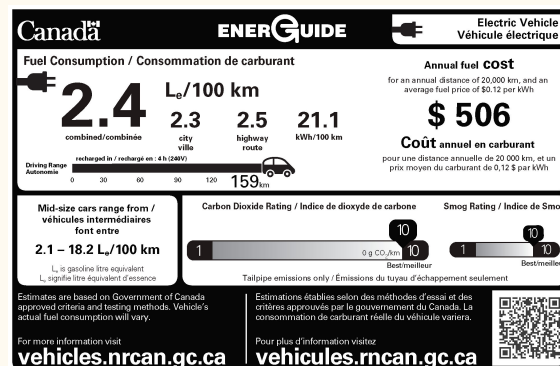 Canada
ENERGUIDE
Electric Vehicle
Véhicule électrique
Fuel Consumption / Consommation de carburant
2.4
combined/combinée
Le/100 km
2.3
city
ville
2.5
highway
route
21.1
kWh/100 km
Driving Range
Autonomie
recharged in / rechargé en : 4 h (240V)
0 30 60 90 120 159km
Annual fuel cost
for an annual distance of 20,000 km, and an
average fuel price of $0.12 per kWh
$ 506
Coût annuel en carburant
pour une distance annuelle de 20 000 km, et un
prix moyen du carburant de 0,12 $ par kWh
Mid-size cars range from /
véhicules intermédiaires
font entre
2.1 – 18.2 Le/100 km
Le is gasoline litre equivalent
Le signifie litre équivalent d'essence
Carbon Dioxide Rating / Indice de dioxyde de carbone
10
1
0 g CO2/km
10
Best/meilleur
Smog Rating / Indice de Smo
10
1
10
Best/meilleu
Tailpipe emissions only / Émissions du tuyau d'échappement seulement
Estimates are based on Government of Canada
approved criteria and testing methods. Vehicle's
actual fuel consumption will vary.
For more information visit
vehicles.nrcan.gc.ca
Estimations établies selon des méthodes d'essai et des
critères approuvés par le gouvernement du Canada. La
consommation de carburant réelle du véhicule variera.
Pour plus d'information visitez
vehicules.rncan.gc.ca